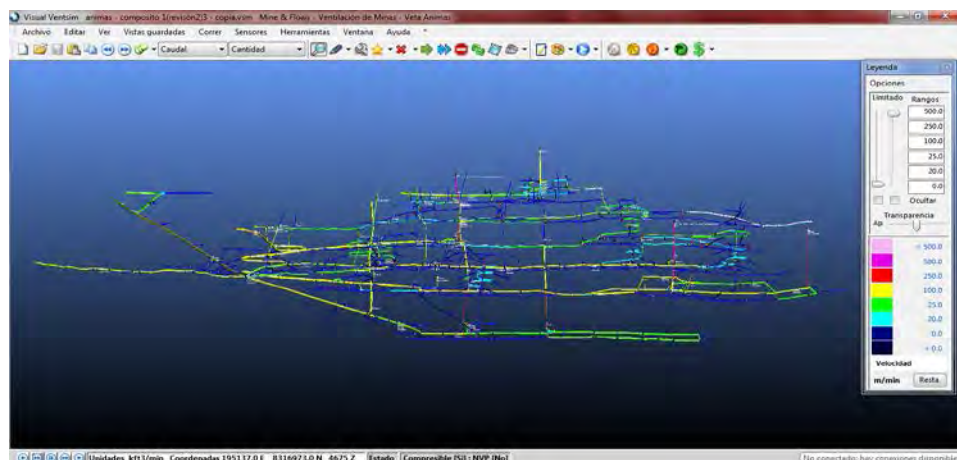 Visual Ventsim animas - composito 1(revisión2)3 - copia.vsm Mine & Flows - Ventilación de Minas - Veta Animas
Archivo Editar Ver Vistas guardadas Correr Sensores Herramientas Ventana Ayuda
Caudal Cantidad
Leyenda
Opciones
Limitado Rangos
500.0
250.0
100.0
25.0
20.0
0.0
Ocultar
Transparencia
Ap
500.0
500.0
250.0
100.0
25.0
20.0
0.0
< 0.0
Velocidad
m/min Resta
Unidades kft3/min Coordenadas 195137.0 E 8316923.0 N 4675 Z Estado Compresible [Si] : NVP [No] No conectado: hay conexiones disponible